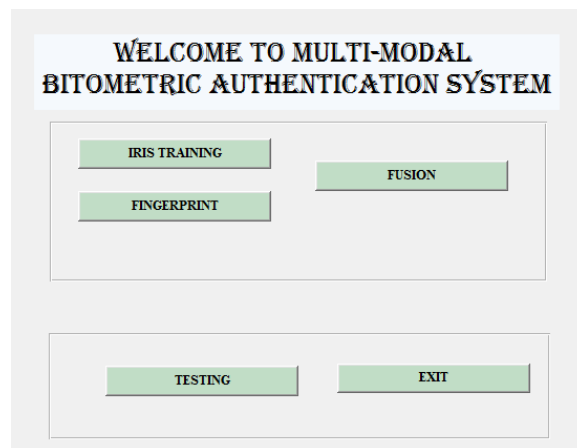 WELCOME TO MULTI-MODAL
BITOMETRIC AUTHENTICATION SYSTEM
IRIS TRAINING
FUSION
FINGERPRINT
TESTING
EXIT